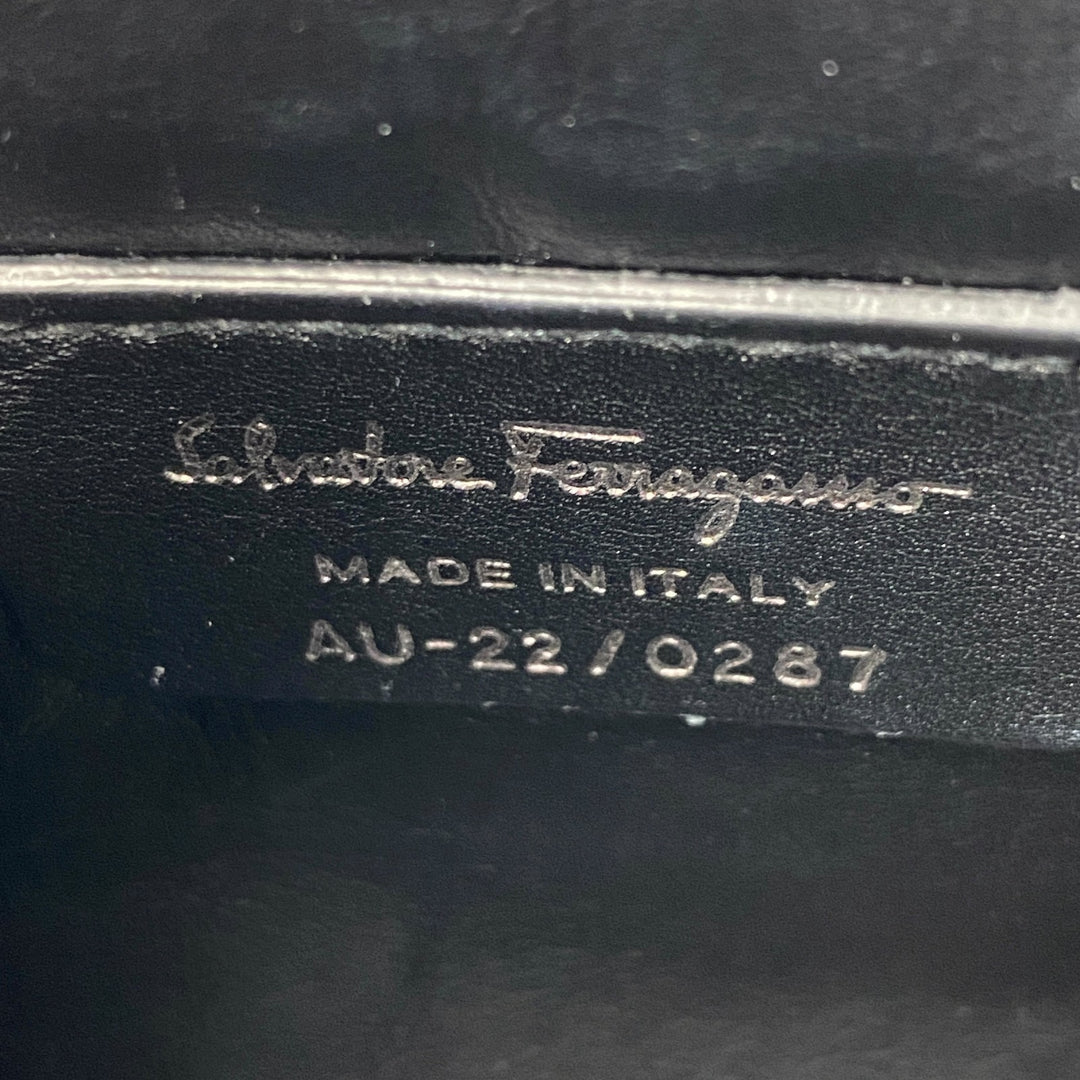 Salvatore Ferragamo
MADE IN ITALY
AU-22/0287